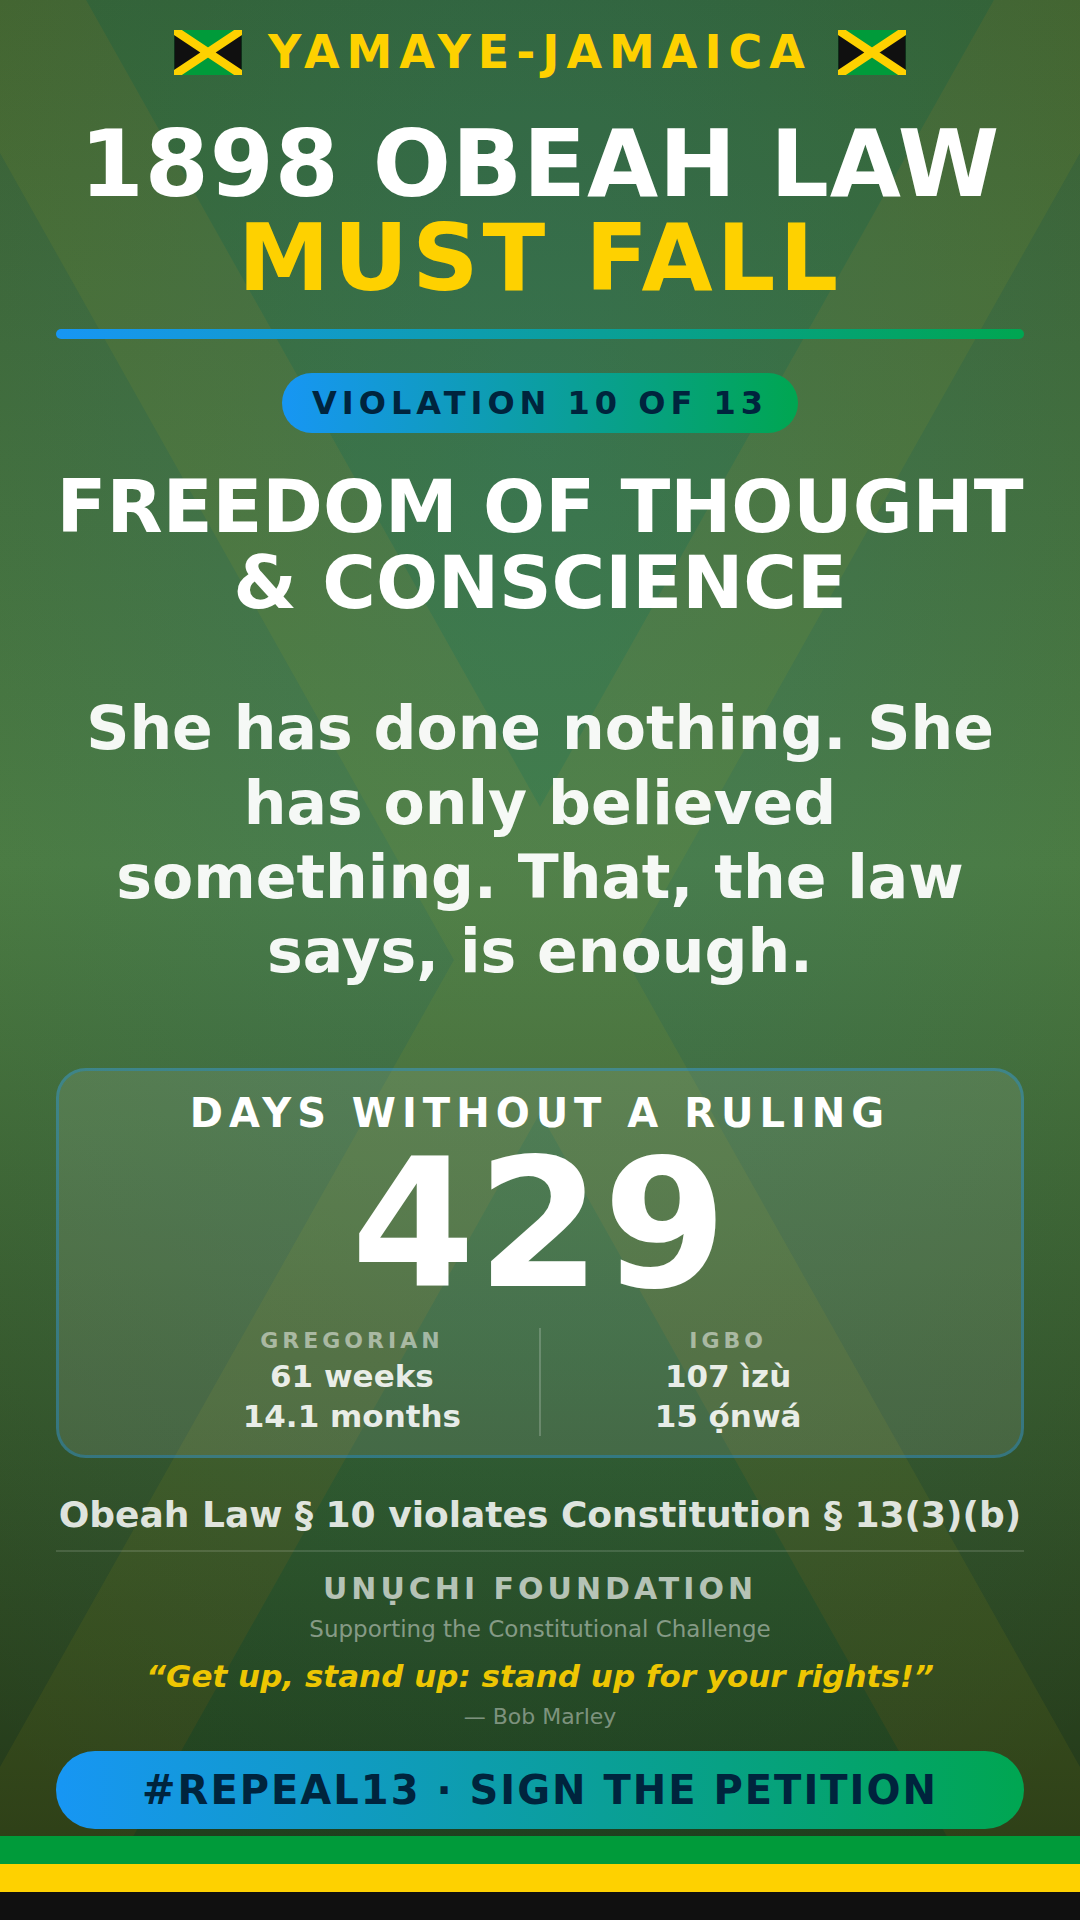 YAMAYE-JAMAICA
1898 OBEAH LAW
MUST FALL
VIOLATION 10 OF 13
FREEDOM OF THOUGHT
& CONSCIENCE
She has done nothing. She
has only believed
something. That, the law
says, is enough.
DAYS WITHOUT A RULING
429
GREGORIAN
61 weeks
14.1 months
IGBO
107 ìzù
15 ọ́nwá
Obeah Law § 10 violates Constitution § 13(3)(b)
UNỤCHI FOUNDATION
Supporting the Constitutional Challenge
“Get up, stand up: stand up for your rights!”
— Bob Marley
#REPEAL13 · SIGN THE PETITION